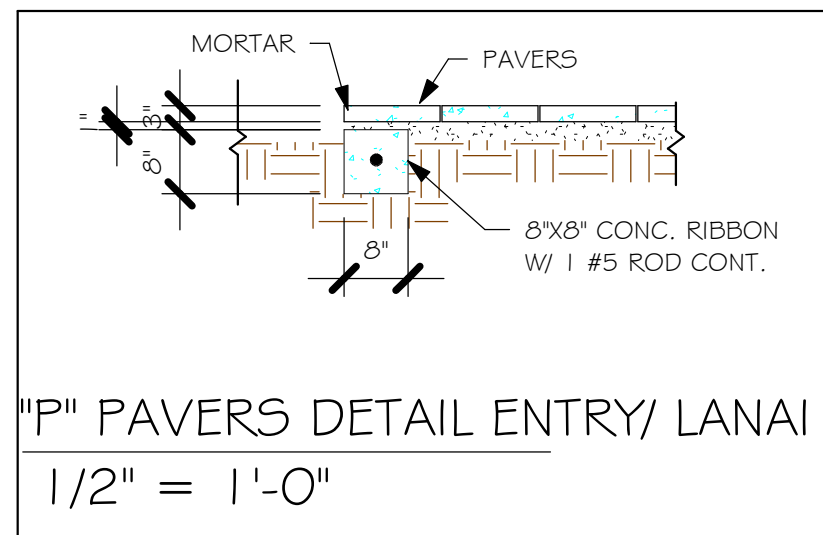 MORTAR
PAVERS
1"
3"
8"
8"
8"X8" CONC. RIBBON
W/ 1 #5 ROD CONT.
"P" PAVERS DETAIL ENTRY/ LANAI
1/2" = 1'-0"